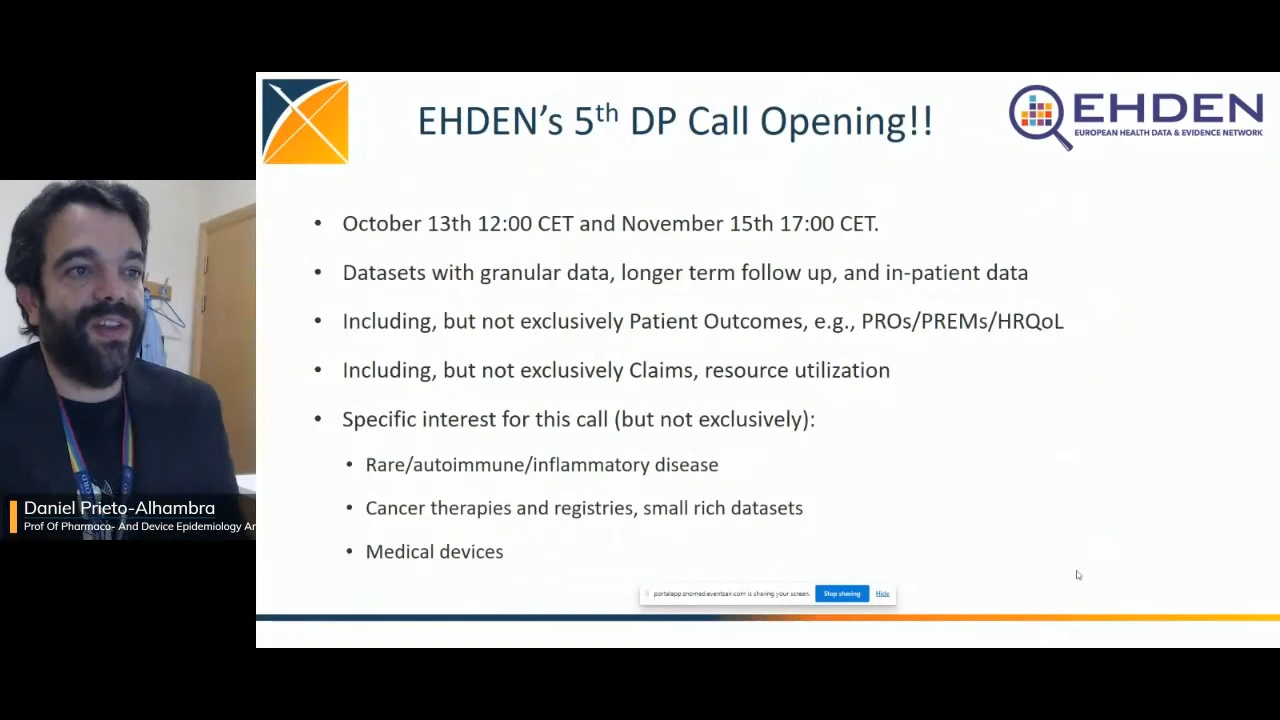 EHDEN's 5th DP Call Opening!!
EHDEN
EUROPEAN HEALTH DATA & EVIDENCE NETWORK
• October 13th 12:00 CET and November 15th 17:00 CET.
• Datasets with granular data, longer term follow up, and in-patient data
• Including, but not exclusively Patient Outcomes, e.g., PROs/PREMs/HRQoL
• Including, but not exclusively Claims, resource utilization
• Specific interest for this call (but not exclusively):
• Rare/autoimmune/inflammatory disease
• Cancer therapies and registries, small rich datasets
• Medical devices
Daniel Prieto-Alhambra
Prof Of Pharmaco- And Device Epidemiology Ar
portalapp.snomed.eventsair.com is sharing your screen.
Stop sharing
Hide